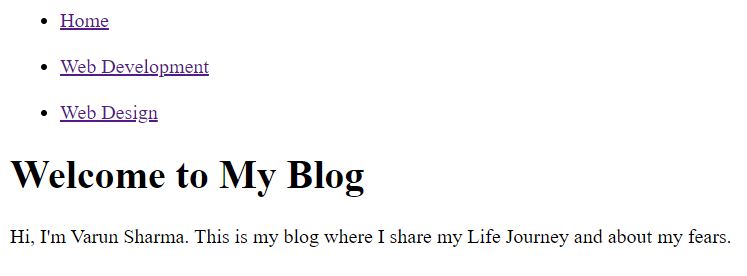 Home
Web Development
Web Design
Welcome to My Blog
Hi, I'm Varun Sharma. This is my blog where I share my Life Journey and about my fears.